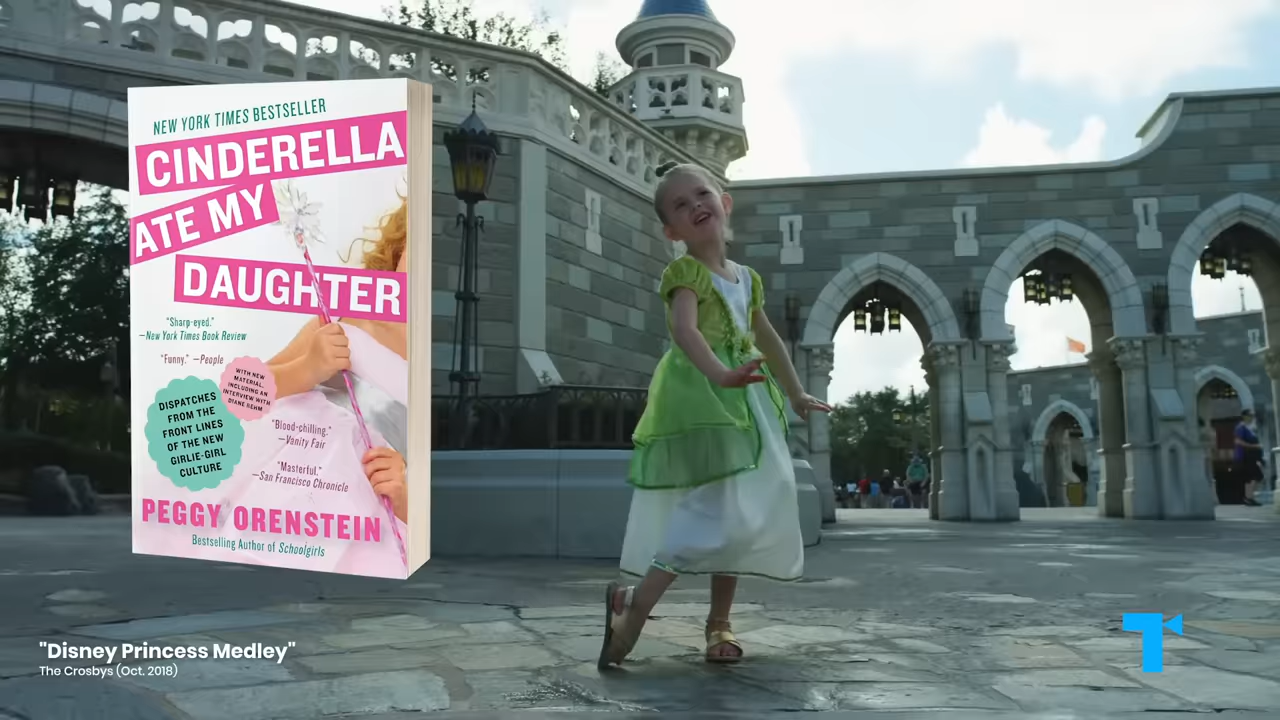 NEW YORK TIMES BESTSELLER
CINDERELLA
ATE MY
DAUGHTER
"Sharp-eyed."
—New York Times Book Review
"Funny." —People
WITH NEW
MATERIAL,
INCLUDING AN
INTERVIEW WITH
DIANE REHM
DISPATCHES
FROM THE
FRONT LINES
OF THE NEW
GIRLIE-GIRL
CULTURE
"Blood-chilling."
—Vanity Fair
"Masterful."
—San Francisco Chronicle
PEGGY ORENSTEIN
Bestselling Author of Schoolgirls
"Disney Princess Medley"
The Crosbys (Oct. 2018)